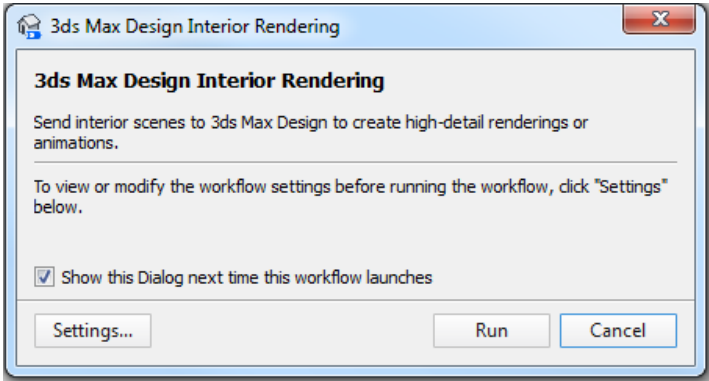 3ds Max Design Interior Rendering
3ds Max Design Interior Rendering
Send interior scenes to 3ds Max Design to create high-detail renderings or
animations.
To view or modify the workflow settings before running the workflow, click "Settings"
below.
Show this Dialog next time this workflow launches
Settings...
Run
Cancel